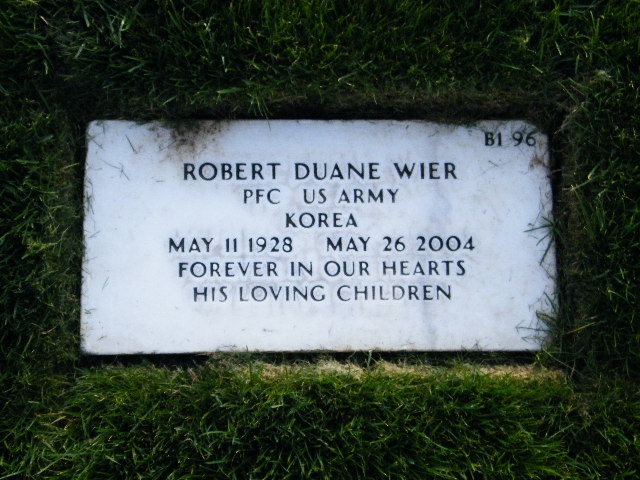 B1 96
ROBERT DUANE WIER
PFC US ARMY
KOREA
MAY 11 1928 MAY 26 2004
FOREVER IN OUR HEARTS
HIS LOVING CHILDREN